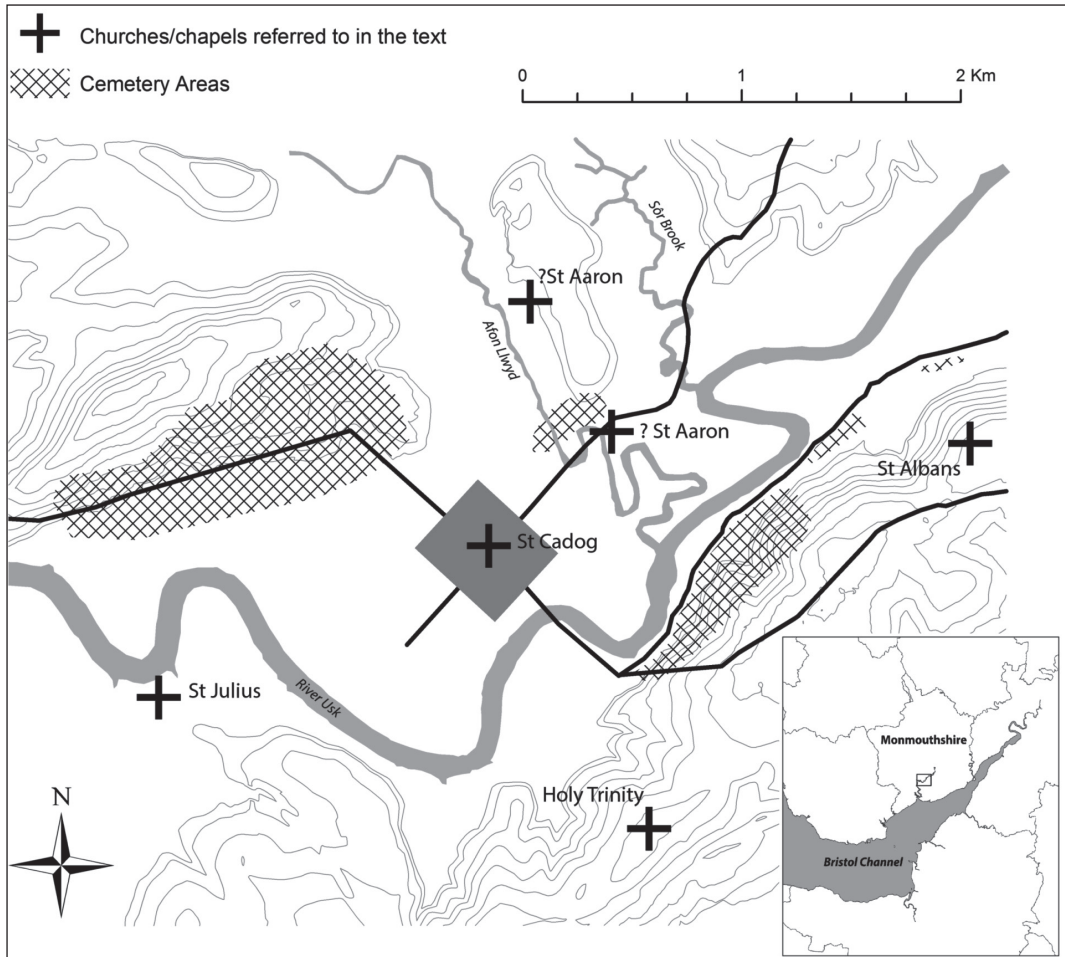 Churches/chapels referred to in the text
Cemetery Areas
0 1 2 Km
Sôr Brook
?St Aaron
Afon Llwyd
? St Aaron
St Albans
St Cadog
St Julius
River Usk
Monmouthshire
Holy Trinity
N
Bristol Channel